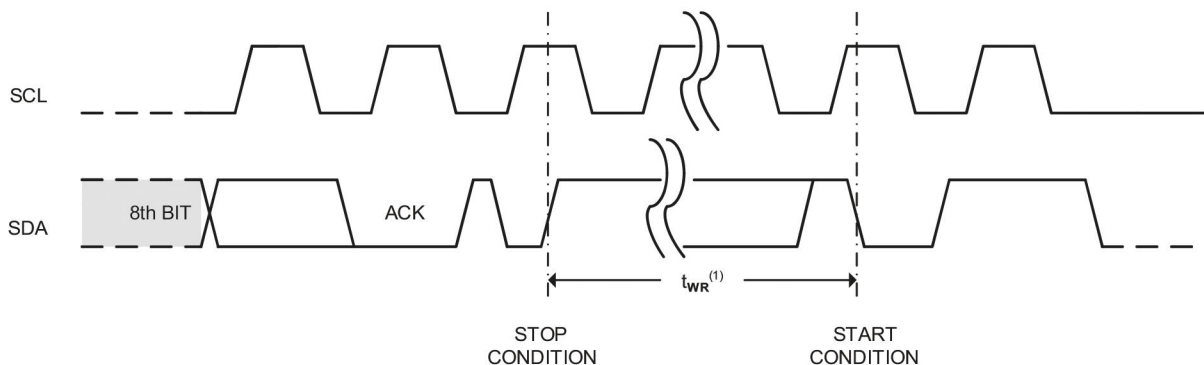 SCL
8th BIT
ACK
SDA
tWR(1)
STOP
CONDITION
START
CONDITION